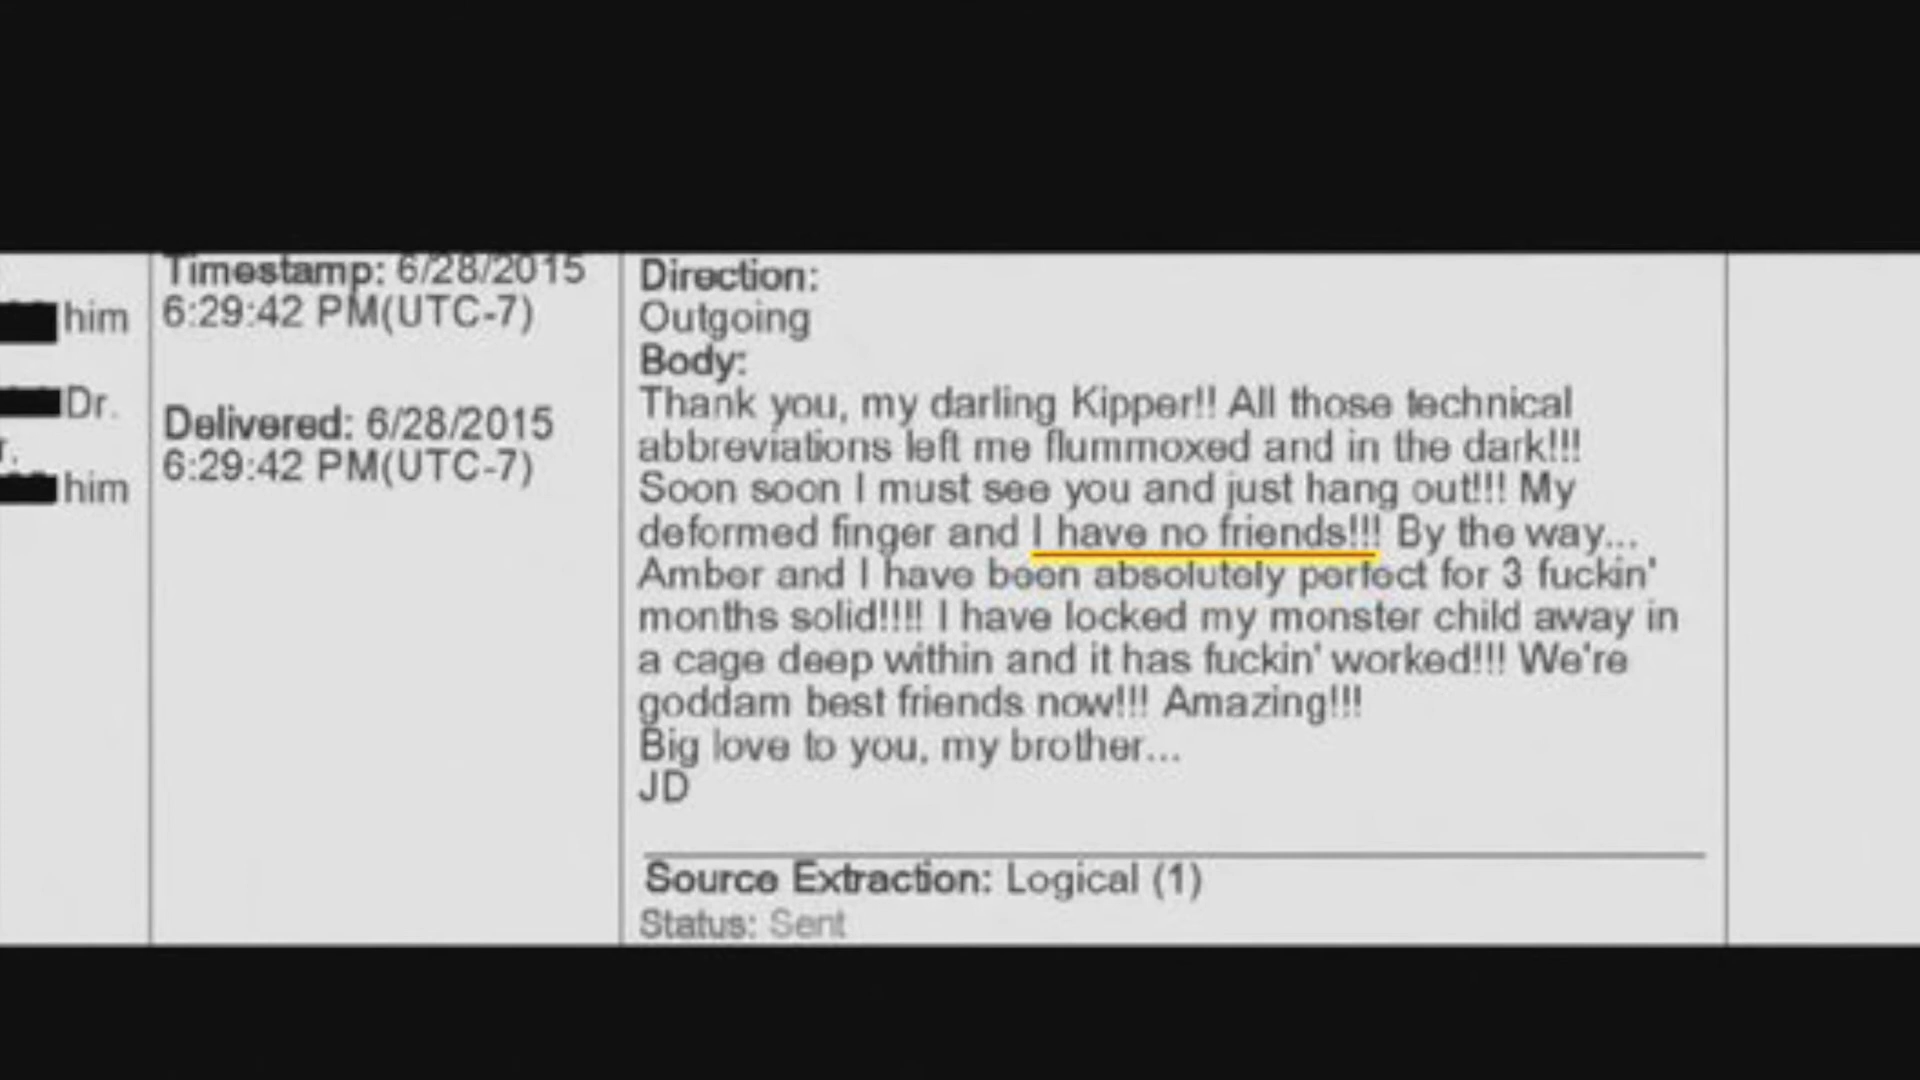 him
Dr.
r.
him
Timestamp: 6/28/2015
6:29:42 PM(UTC-7)
Delivered: 6/28/2015
6:29:42 PM(UTC-7)
Direction:
Outgoing
Body:
Thank you, my darling Kipper!! All those technical
abbreviations left me flummoxed and in the dark!!!
Soon soon I must see you and just hang out!!! My
deformed finger and I have no friends!!! By the way...
Amber and I have been absolutely perfect for 3 fuckin'
months solid!!!! I have locked my monster child away in
a cage deep within and it has fuckin' worked!!! We're
goddam best friends now!!! Amazing!!!
Big love to you, my brother...
JD
Source Extraction: Logical (1)
Status: Sent